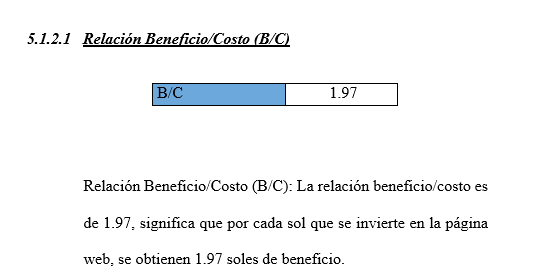 5.1.2.1 Relación Beneficio/Costo (B/C)
B/C 1.97
Relación Beneficio/Costo (B/C): La relación beneficio/costo es
de 1.97, significa que por cada sol que se invierte en la página
web, se obtienen 1.97 soles de beneficio.